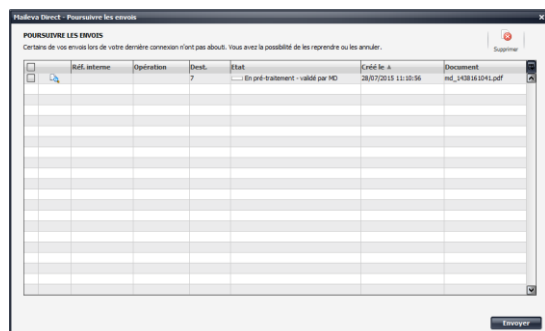 Maileva Direct - Poursuivre les envois
POURSUIVRE LES ENVOIS
Certains de vos envois lors de votre dernière connexion n'ont pas abouti. Vous avez la possibilité de les reprendre ou les annuler.
Supprimer
Réf. interne Opération Dest. Etat Créé le Document
7 En pré-traitement - validé par MD 28/07/2015 11:10:56 md_1438161041.pdf
Envoyer